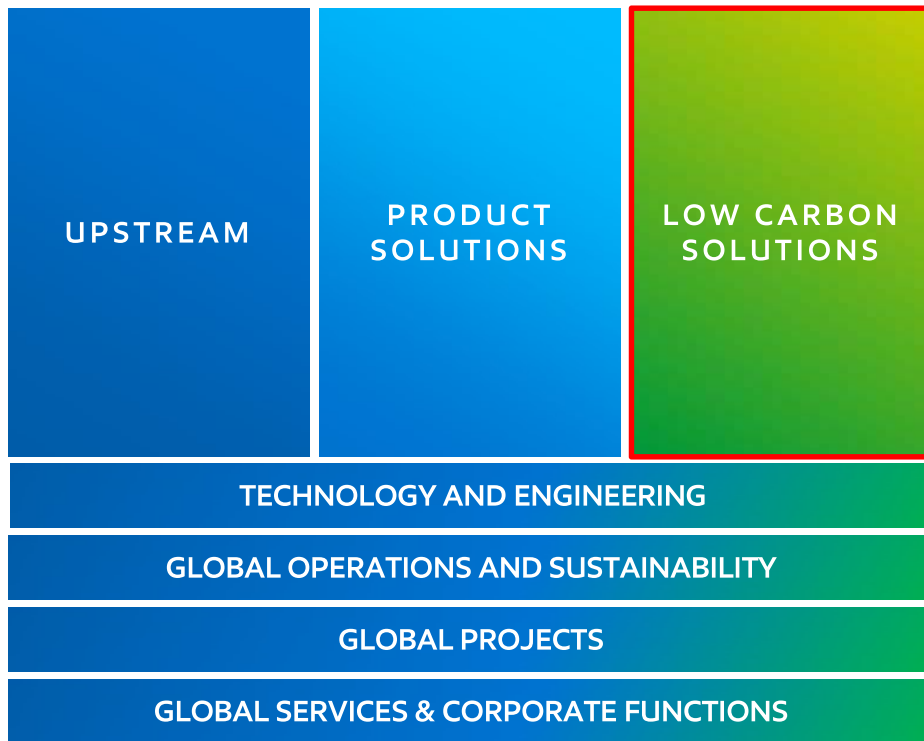 UPSTREAM
PRODUCT
SOLUTIONS
LOW CARBON
SOLUTIONS
TECHNOLOGY AND ENGINEERING
GLOBAL OPERATIONS AND SUSTAINABILITY
GLOBAL PROJECTS
GLOBAL SERVICES & CORPORATE FUNCTIONS